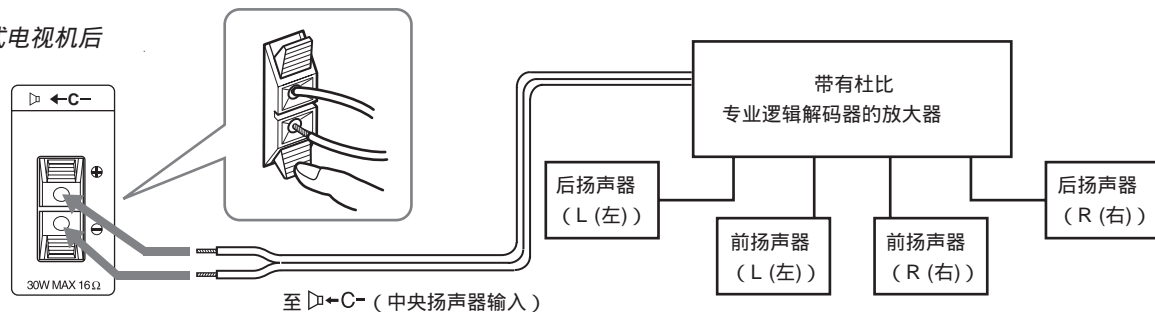 式电视机后
←C−
⊕
⊖
30W MAX 16Ω
至 ←C−（中央扬声器输入）
带有杜比
专业逻辑解码器的放大器
后扬声器
（L (左)）
前扬声器
（L (左)）
前扬声器
（R (右)）
后扬声器
（R (右)）